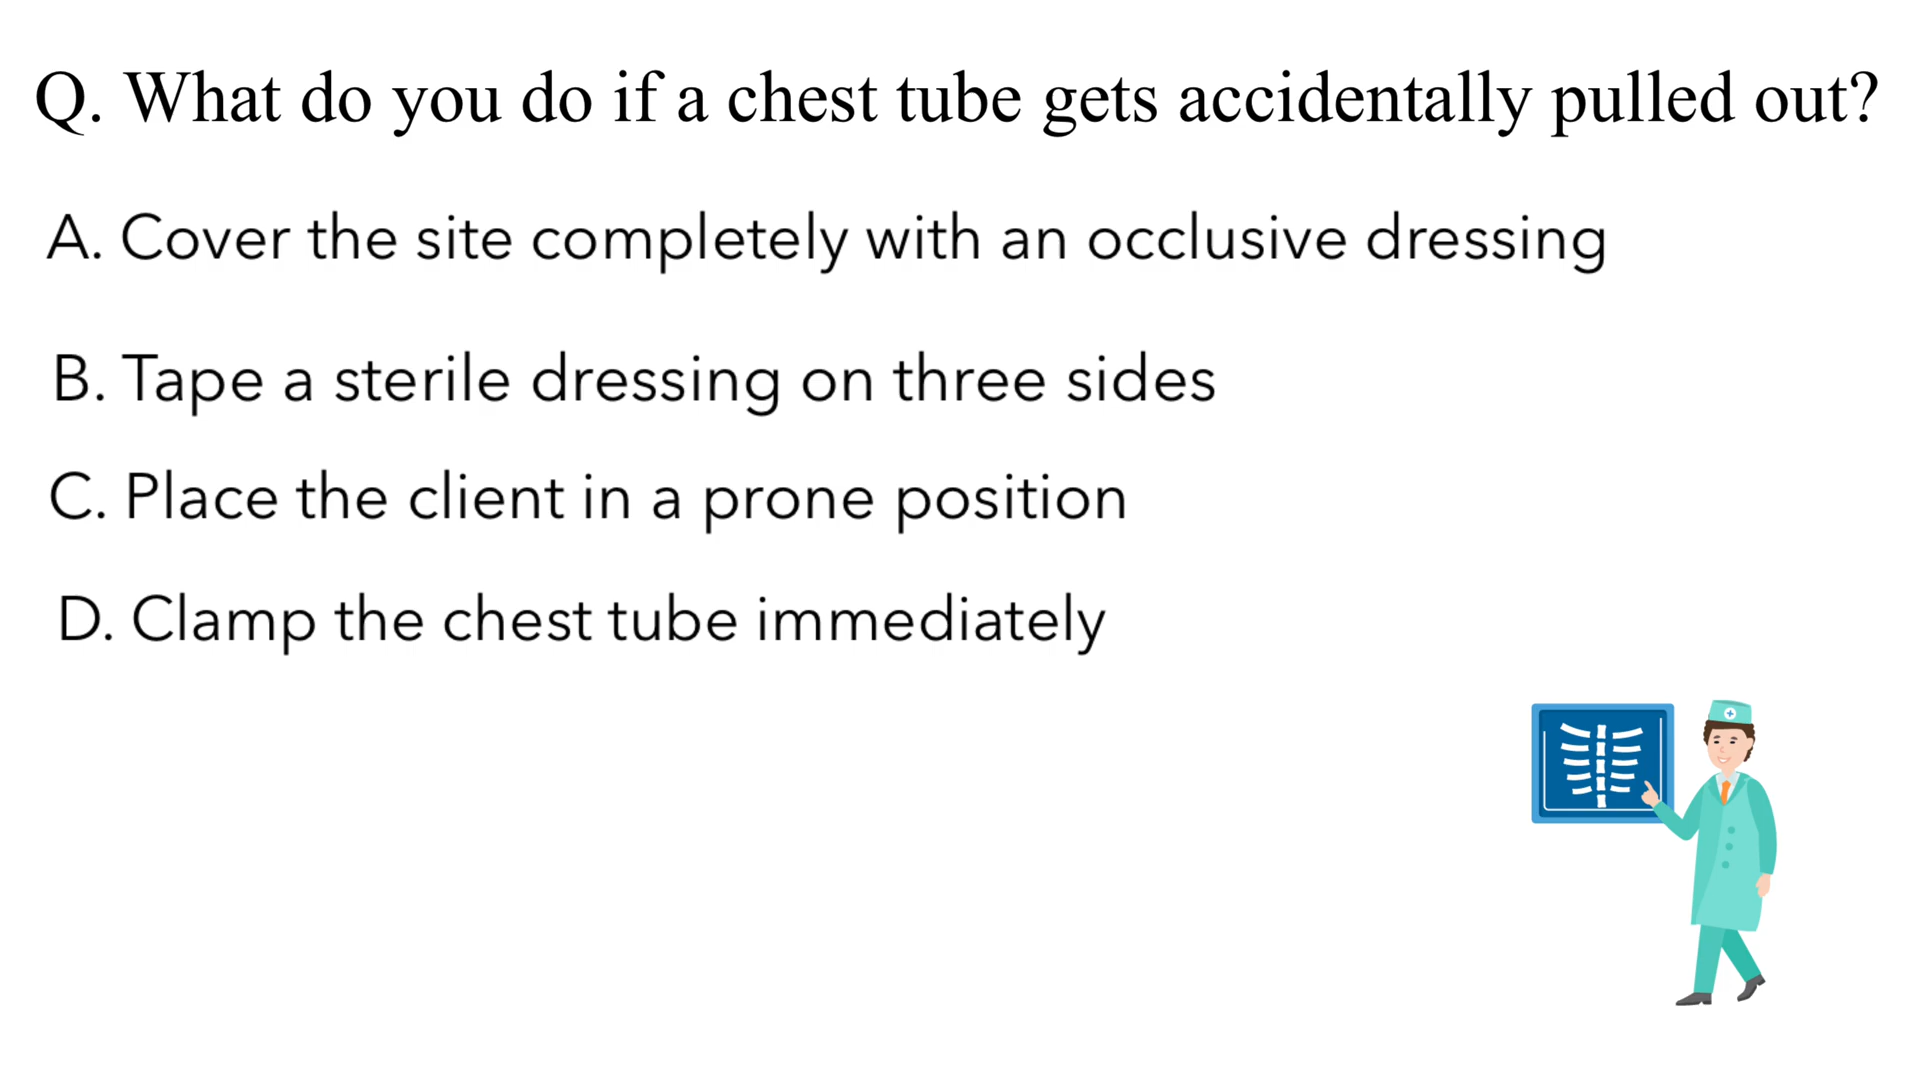 Q. What do you do if a chest tube gets accidentally pulled out?
A. Cover the site completely with an occlusive dressing
B. Tape a sterile dressing on three sides
C. Place the client in a prone position
D. Clamp the chest tube immediately